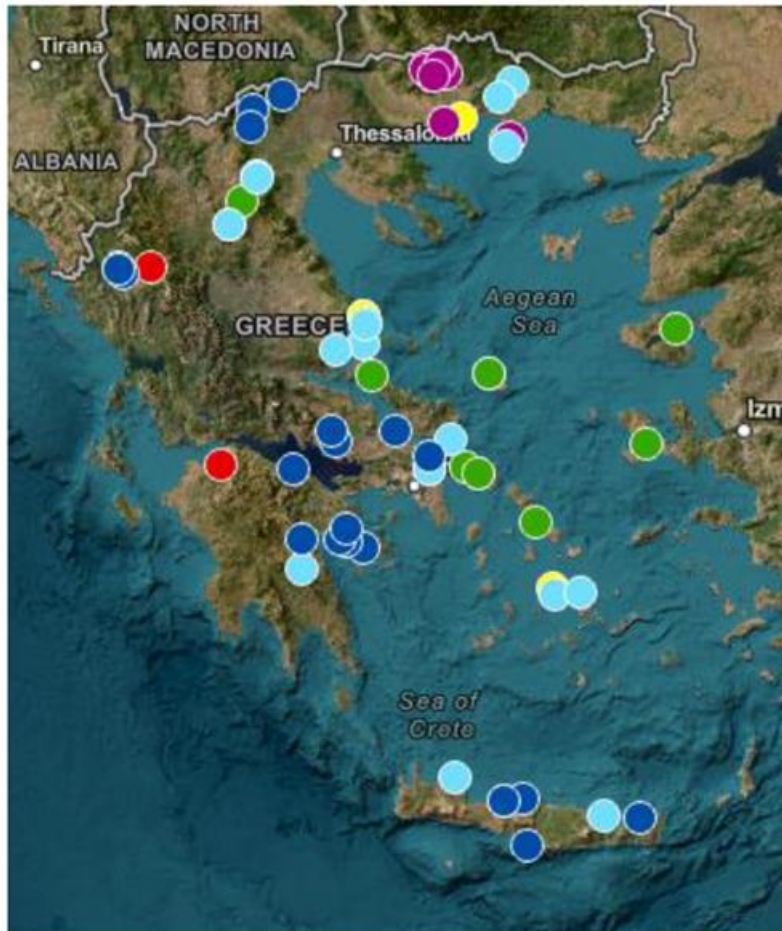 NORTH
MACEDONIA
Tirana
Thessaloniki
ALBANIA
Aegean
Sea
GREECE
Izm
Sea of
Crete